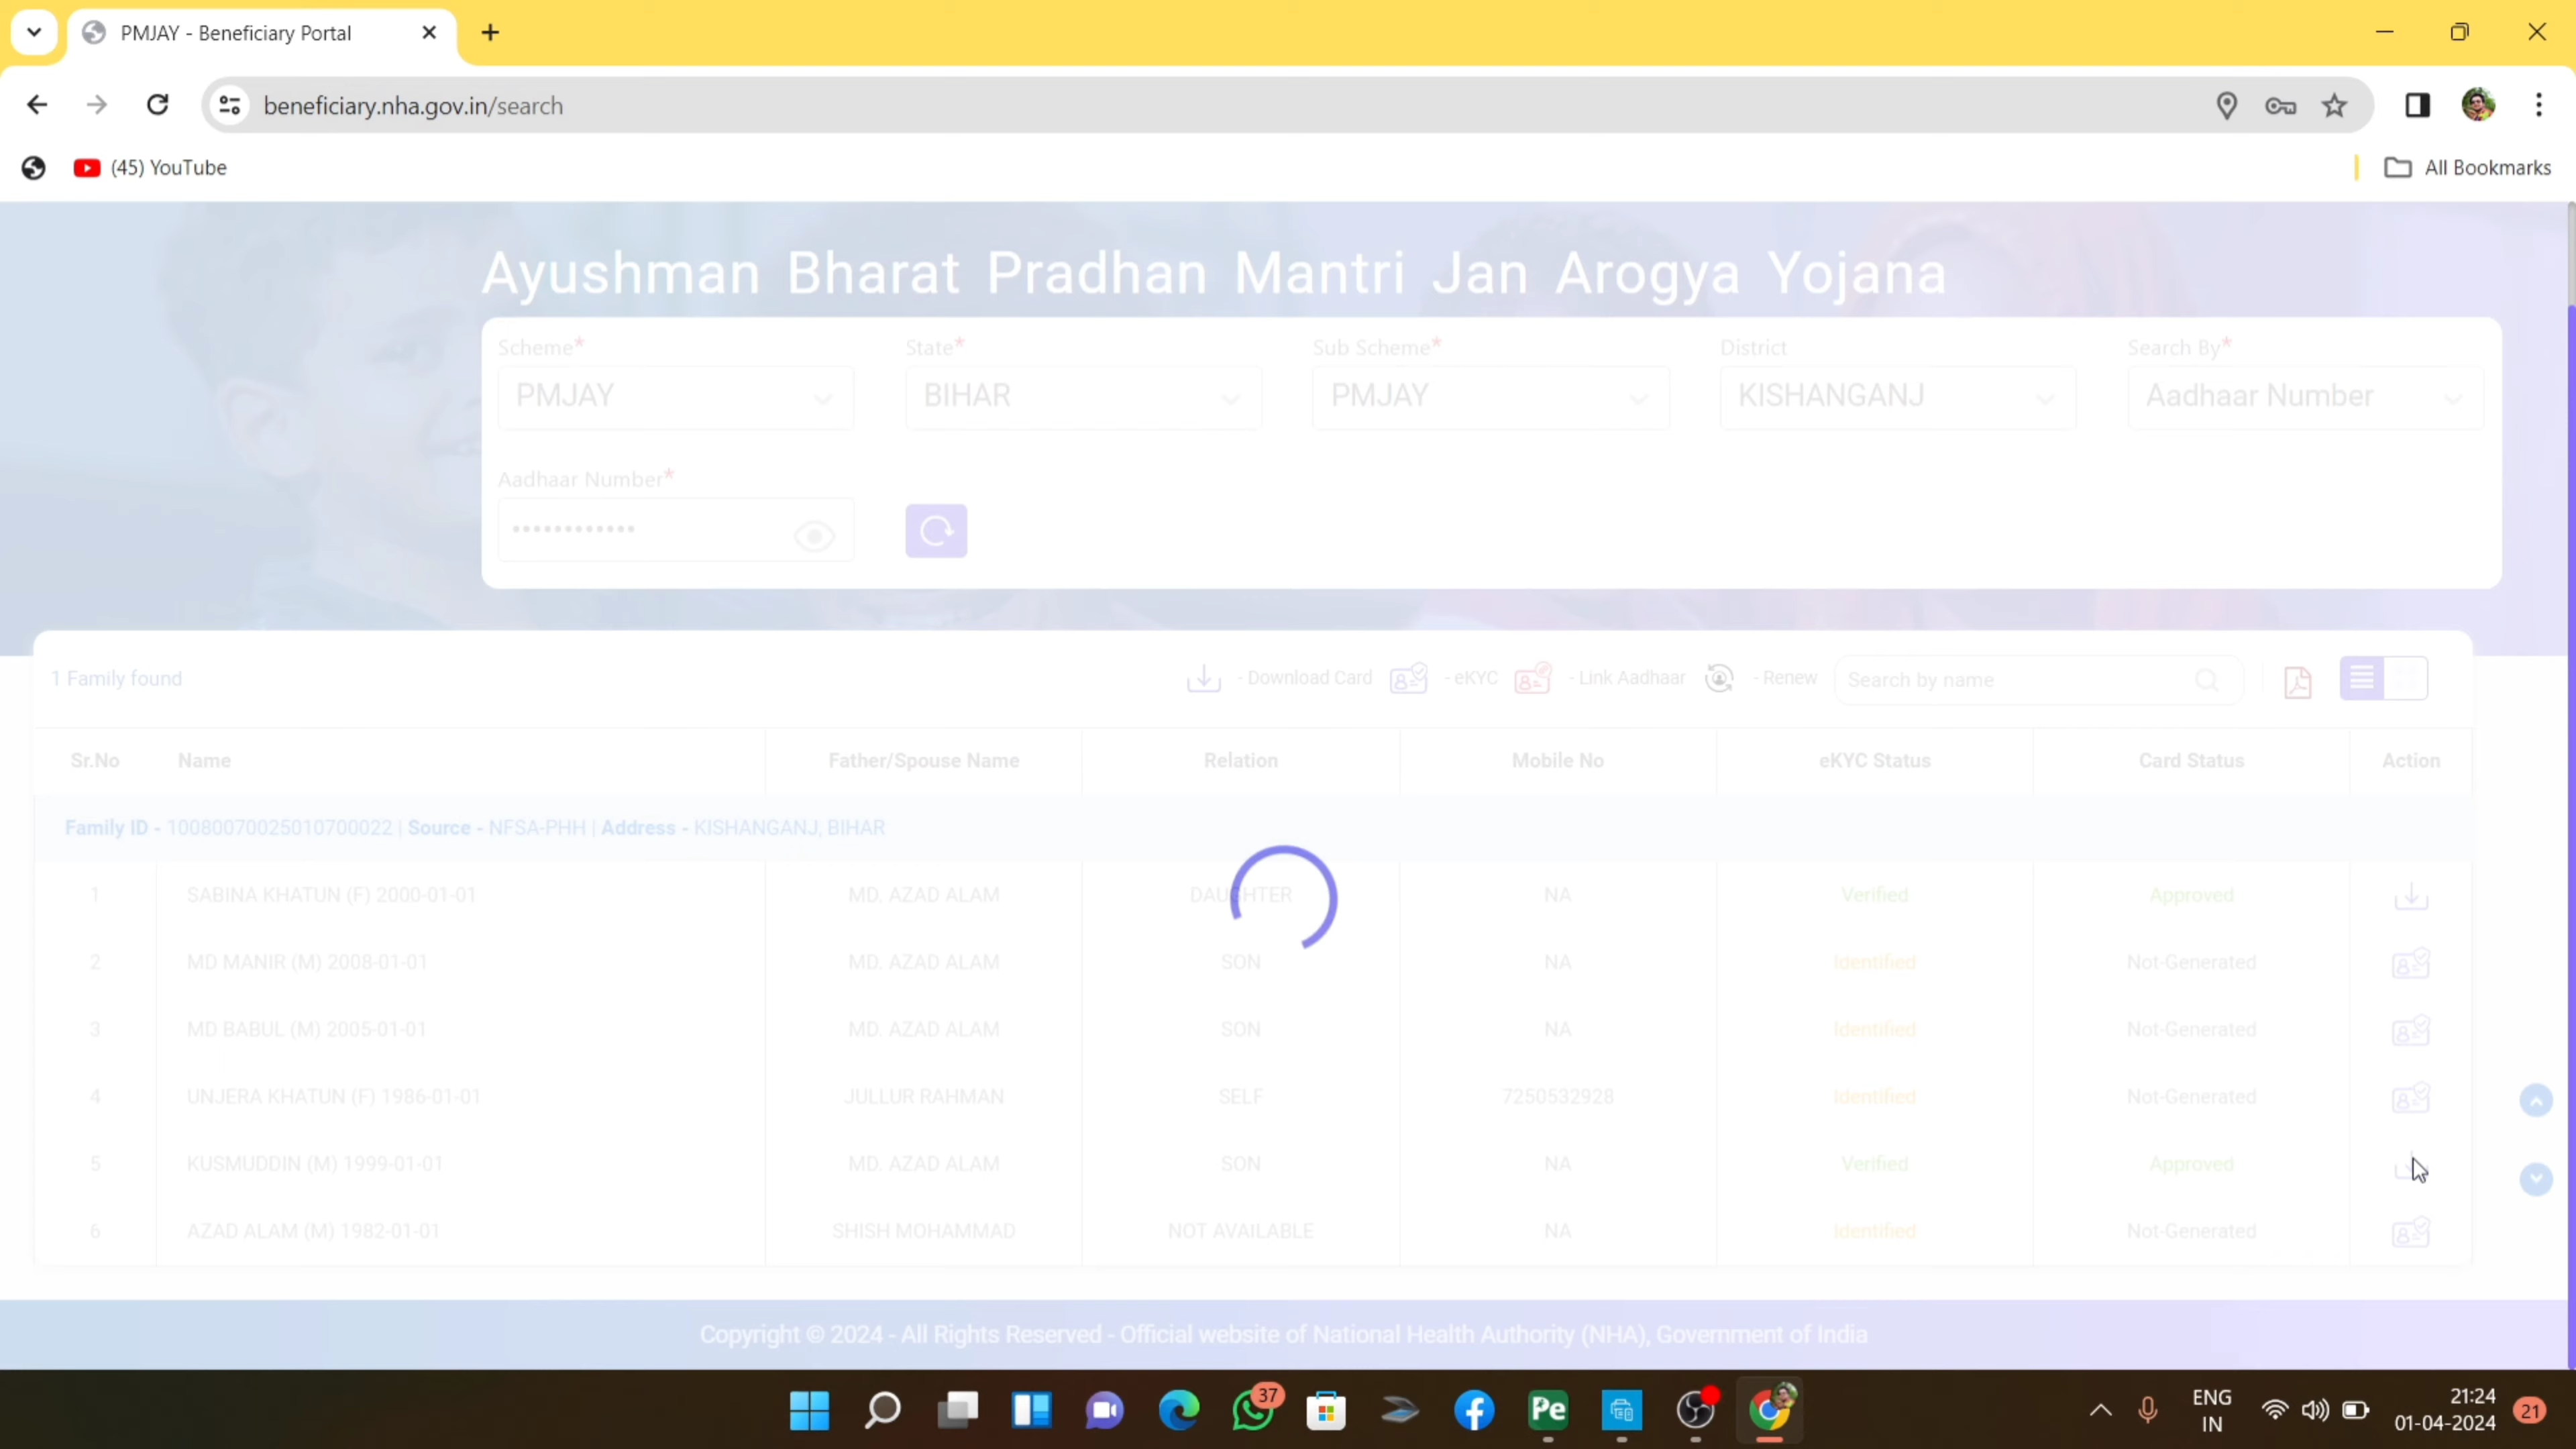 PMJAY - Beneficiary Portal
beneficiary.nha.gov.in/search
(45) YouTube
All Bookmarks
Ayushman Bharat Pradhan Mantri Jan Arogya Yojana
Scheme* State* Sub Scheme* District Search By*
PMJAY BIHAR PMJAY KISHANGANJ Aadhaar Number
Aadhaar Number*
••••••••••••
1 Family found - Download Card - eKYC - Link Aadhaar - Renew Search by name
Sr.No Name Father/Spouse Name Relation Mobile No eKYC Status Card Status Action
Family ID - 10080070025010700022 | Source - NFSA-PHH | Address - KISHANGANJ, BIHAR
1 SABINA KHATUN (F) 2000-01-01 MD. AZAD ALAM DAUGHTER NA Verified Approved
2 MD MANIR (M) 2008-01-01 MD. AZAD ALAM SON NA Identified Not-Generated
3 MD BABUL (M) 2005-01-01 MD. AZAD ALAM SON NA Identified Not-Generated
4 UNJERA KHATUN (F) 1986-01-01 JULLUR RAHMAN SELF 7250532928 Identified Not-Generated
5 KUSMUDDIN (M) 1999-01-01 MD. AZAD ALAM SON NA Verified Approved
6 AZAD ALAM (M) 1982-01-01 SHISH MOHAMMAD NOT AVAILABLE NA Identified Not-Generated
Copyright © 2024 - All Rights Reserved - Official website of National Health Authority (NHA), Government of India
37
Pe
ENG
IN
21:24
01-04-2024
21